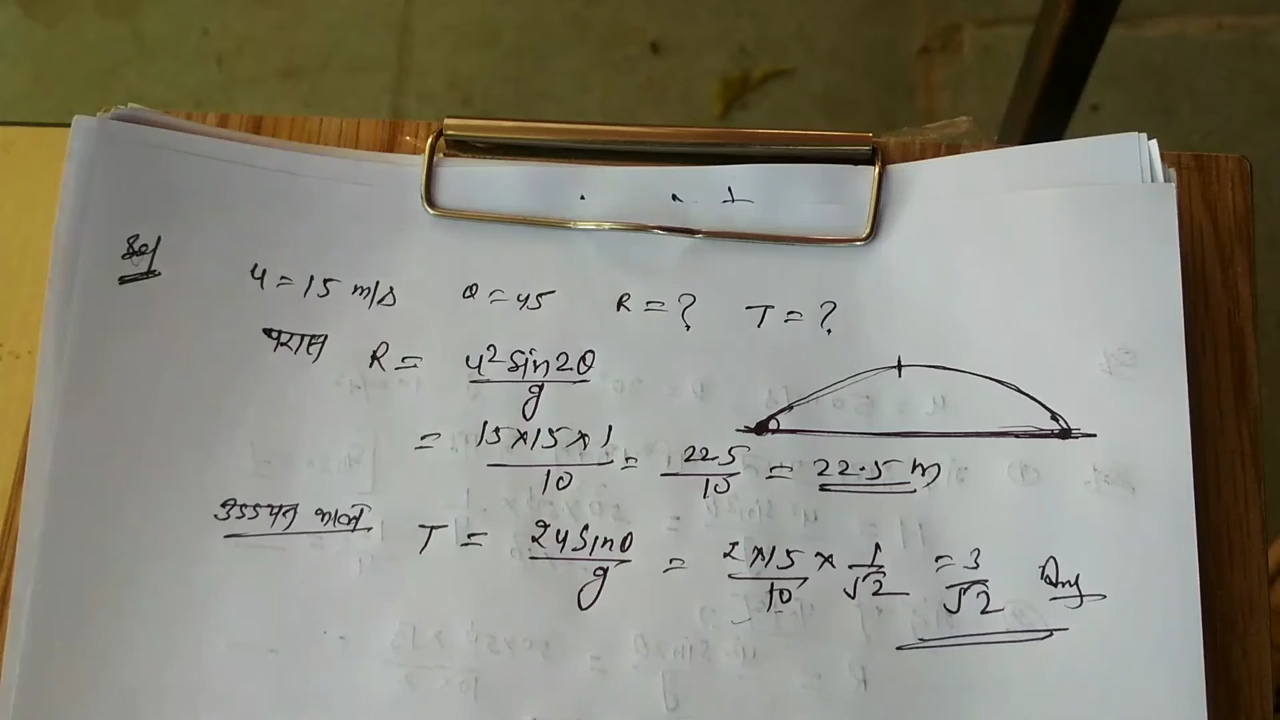 Sol
u = 15 m/s θ = 45 R = ? T = ?
परास R = u² sin2θ / g
= 15×15×1 / 10 = 225 / 10 = 22.5 m
उड्डयन काल T = 2u sinθ / g = 2×15 / 10 × 1 / √2 = 3 / √2 Ans